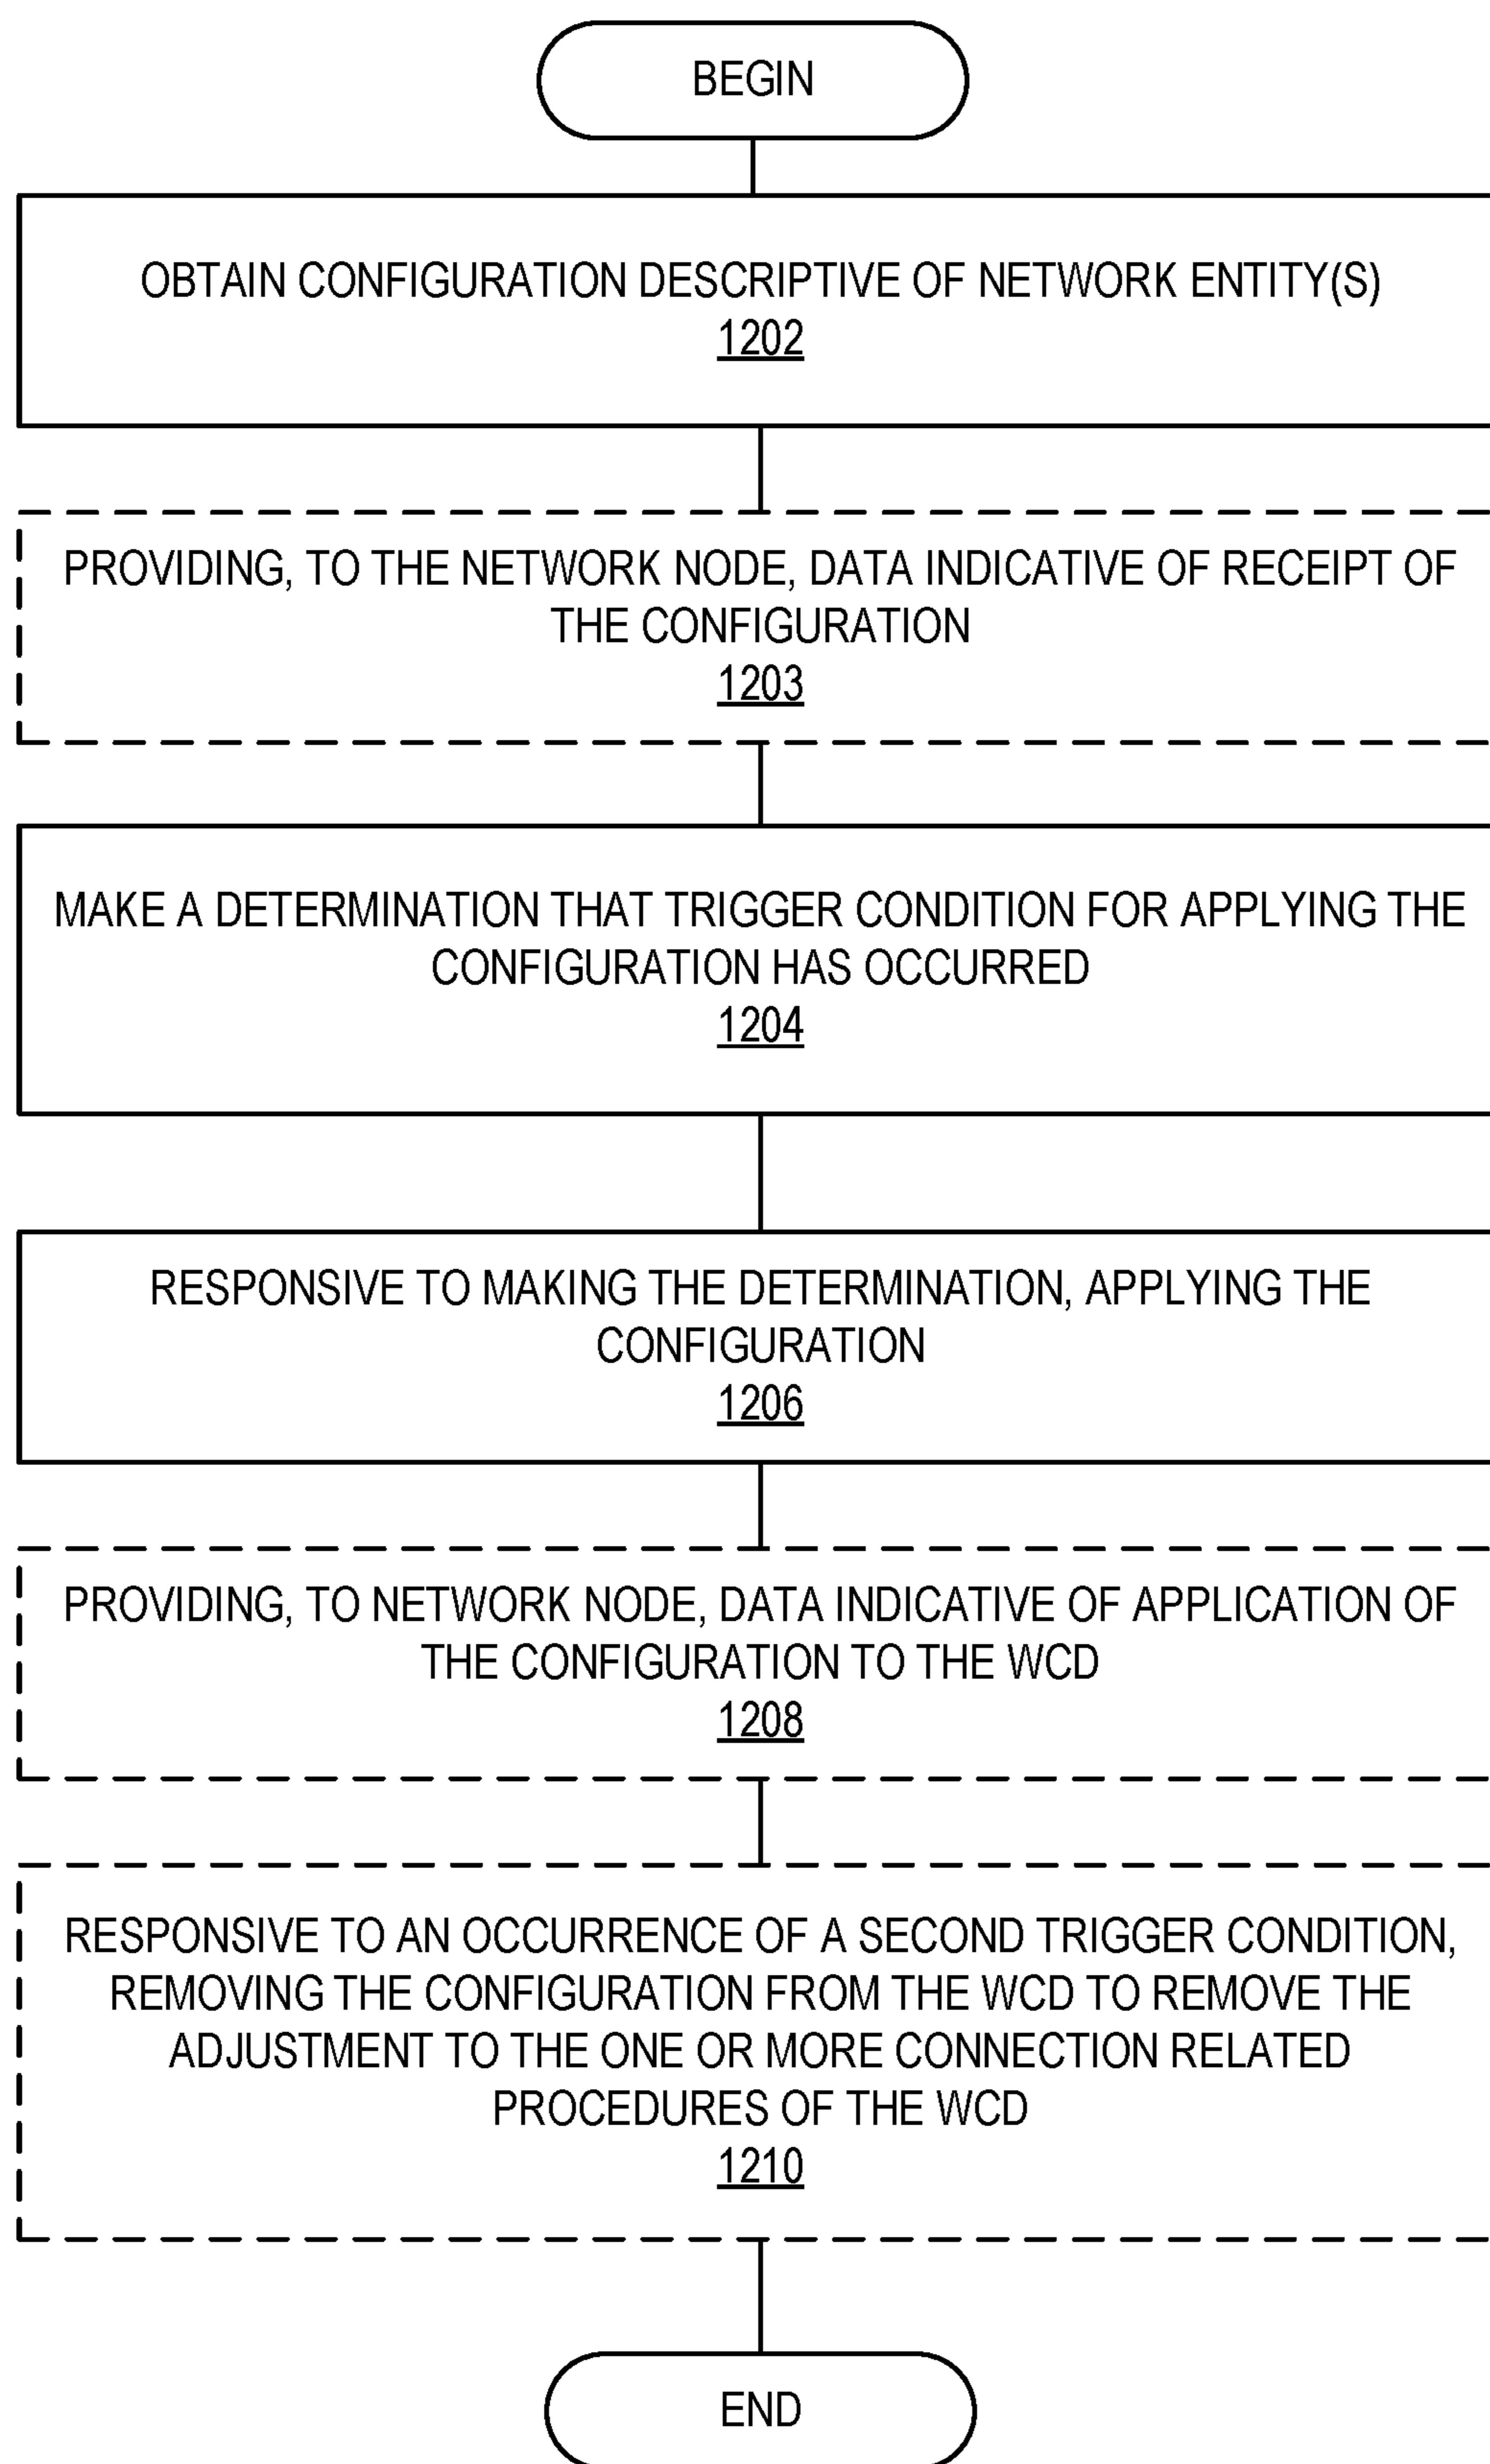 BEGIN
OBTAIN CONFIGURATION DESCRIPTIVE OF NETWORK ENTITY(S)
1202
PROVIDING, TO THE NETWORK NODE, DATA INDICATIVE OF RECEIPT OF
THE CONFIGURATION
1203
MAKE A DETERMINATION THAT TRIGGER CONDITION FOR APPLYING THE
CONFIGURATION HAS OCCURRED
1204
RESPONSIVE TO MAKING THE DETERMINATION, APPLYING THE
CONFIGURATION
1206
PROVIDING, TO NETWORK NODE, DATA INDICATIVE OF APPLICATION OF
THE CONFIGURATION TO THE WCD
1208
RESPONSIVE TO AN OCCURRENCE OF A SECOND TRIGGER CONDITION,
REMOVING THE CONFIGURATION FROM THE WCD TO REMOVE THE
ADJUSTMENT TO THE ONE OR MORE CONNECTION RELATED
PROCEDURES OF THE WCD
1210
END